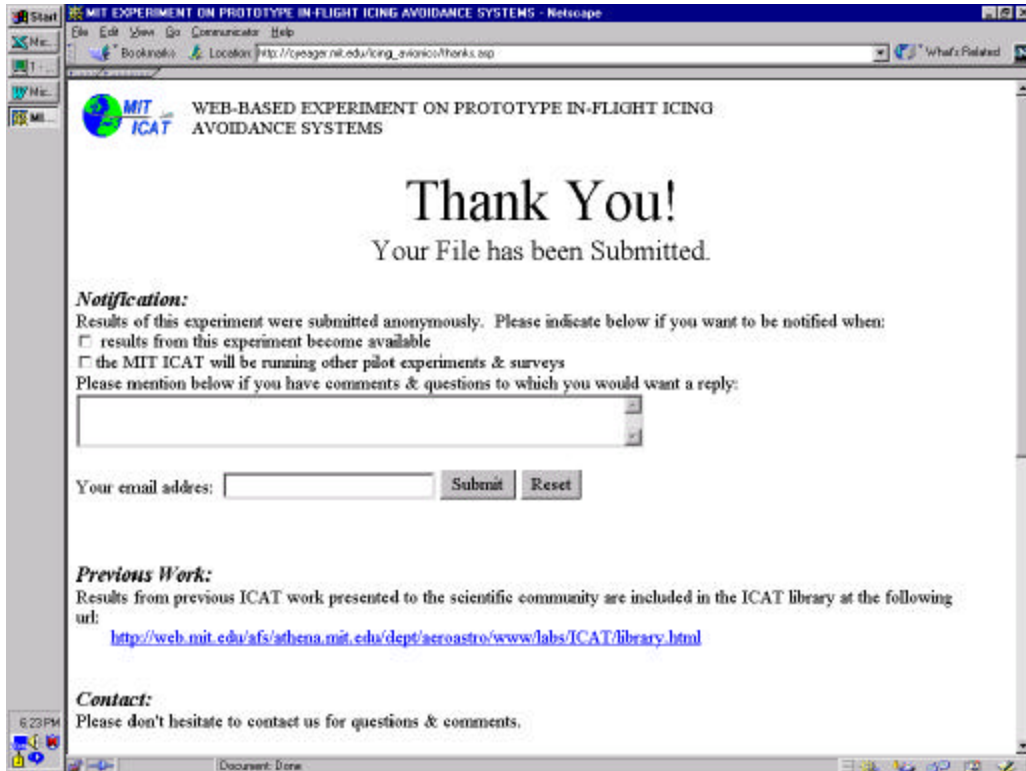 Start
MIT EXPERIMENT ON PROTOTYPE IN-FLIGHT ICING AVOIDANCE SYSTEMS - Netscape
File Edit View Go Communicator Help
Bookmarks Location: http://cyeager.mit.edu/icing_avionics/thanks.asp What's Related
MIT
ICAT
WEB-BASED EXPERIMENT ON PROTOTYPE IN-FLIGHT ICING
AVOIDANCE SYSTEMS
Thank You!
Your File has been Submitted.
Notification:
Results of this experiment were submitted anonymously. Please indicate below if you want to be notified when:
results from this experiment become available
the MIT ICAT will be running other pilot experiments & surveys
Please mention below if you have comments & questions to which you would want a reply:
Your email addres: Submit Reset
Previous Work:
Results from previous ICAT work presented to the scientific community are included in the ICAT library at the following
url:
http://web.mit.edu/afs/athena.mit.edu/dept/aeroastro/www/labs/ICAT/library.html
Contact:
Please don't hesitate to contact us for questions & comments.
6:23 PM
Document: Done